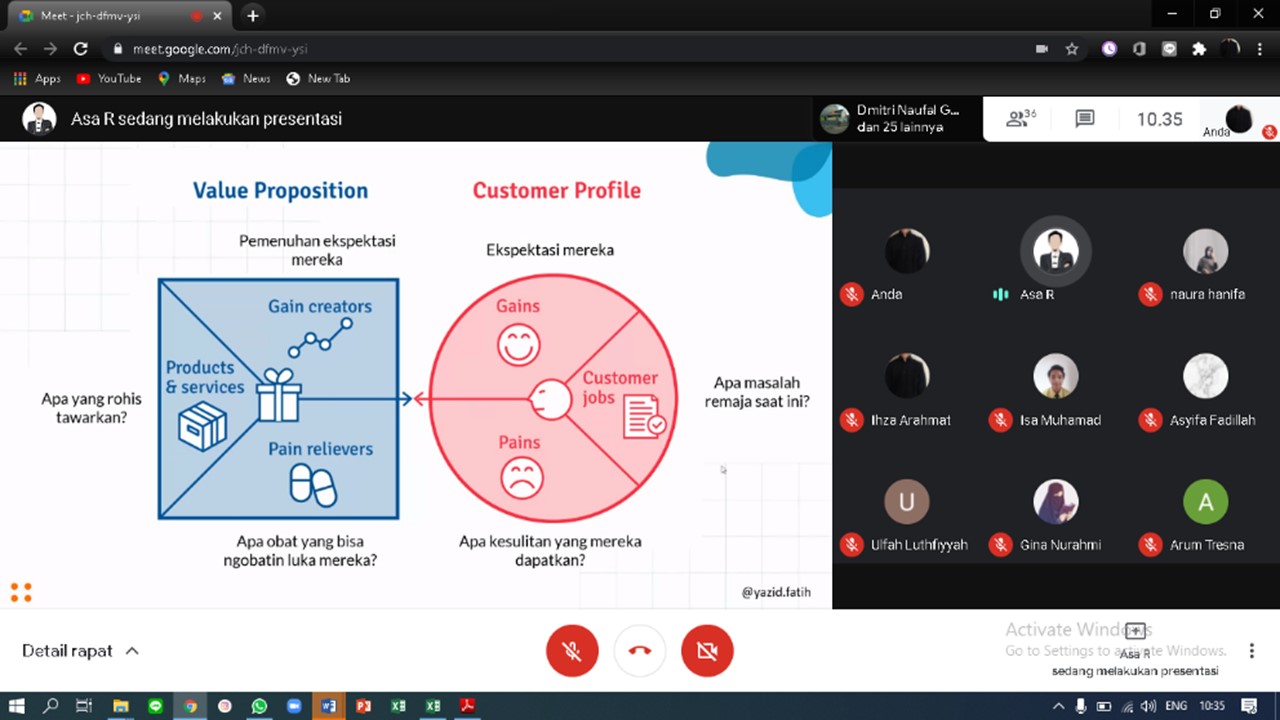 Meet - jch-dfmv-ysi
meet.google.com/jch-dfmv-ysi
Apps
YouTube
Maps
News
New Tab
Asa R sedang melakukan presentasi
Dmitri Naufal G...
dan 25 lainnya
36
10.35
Anda
Value Proposition
Customer Profile
Pemenuhan ekspektasi
mereka
Ekspektasi mereka
Gain creators
Gains
Products
& services
Customer
jobs
Apa yang rohis
tawarkan?
Apa masalah
remaja saat ini?
Pain relievers
Pains
Apa obat yang bisa
ngobatin luka mereka?
Apa kesulitan yang mereka
dapatkan?
@yazid.fatih
Anda
Asa R
naura hanifa
Ihza Arahmat
Isa Muhamad
Asyifa Fadillah
U
A
Ulfah Luthfiyyah
Gina Nurahmi
Arum Tresna
Detail rapat
Activate Windows
Go to Settings to activate Windows.
Asa R
sedang melakukan presentasi
ENG
10:35